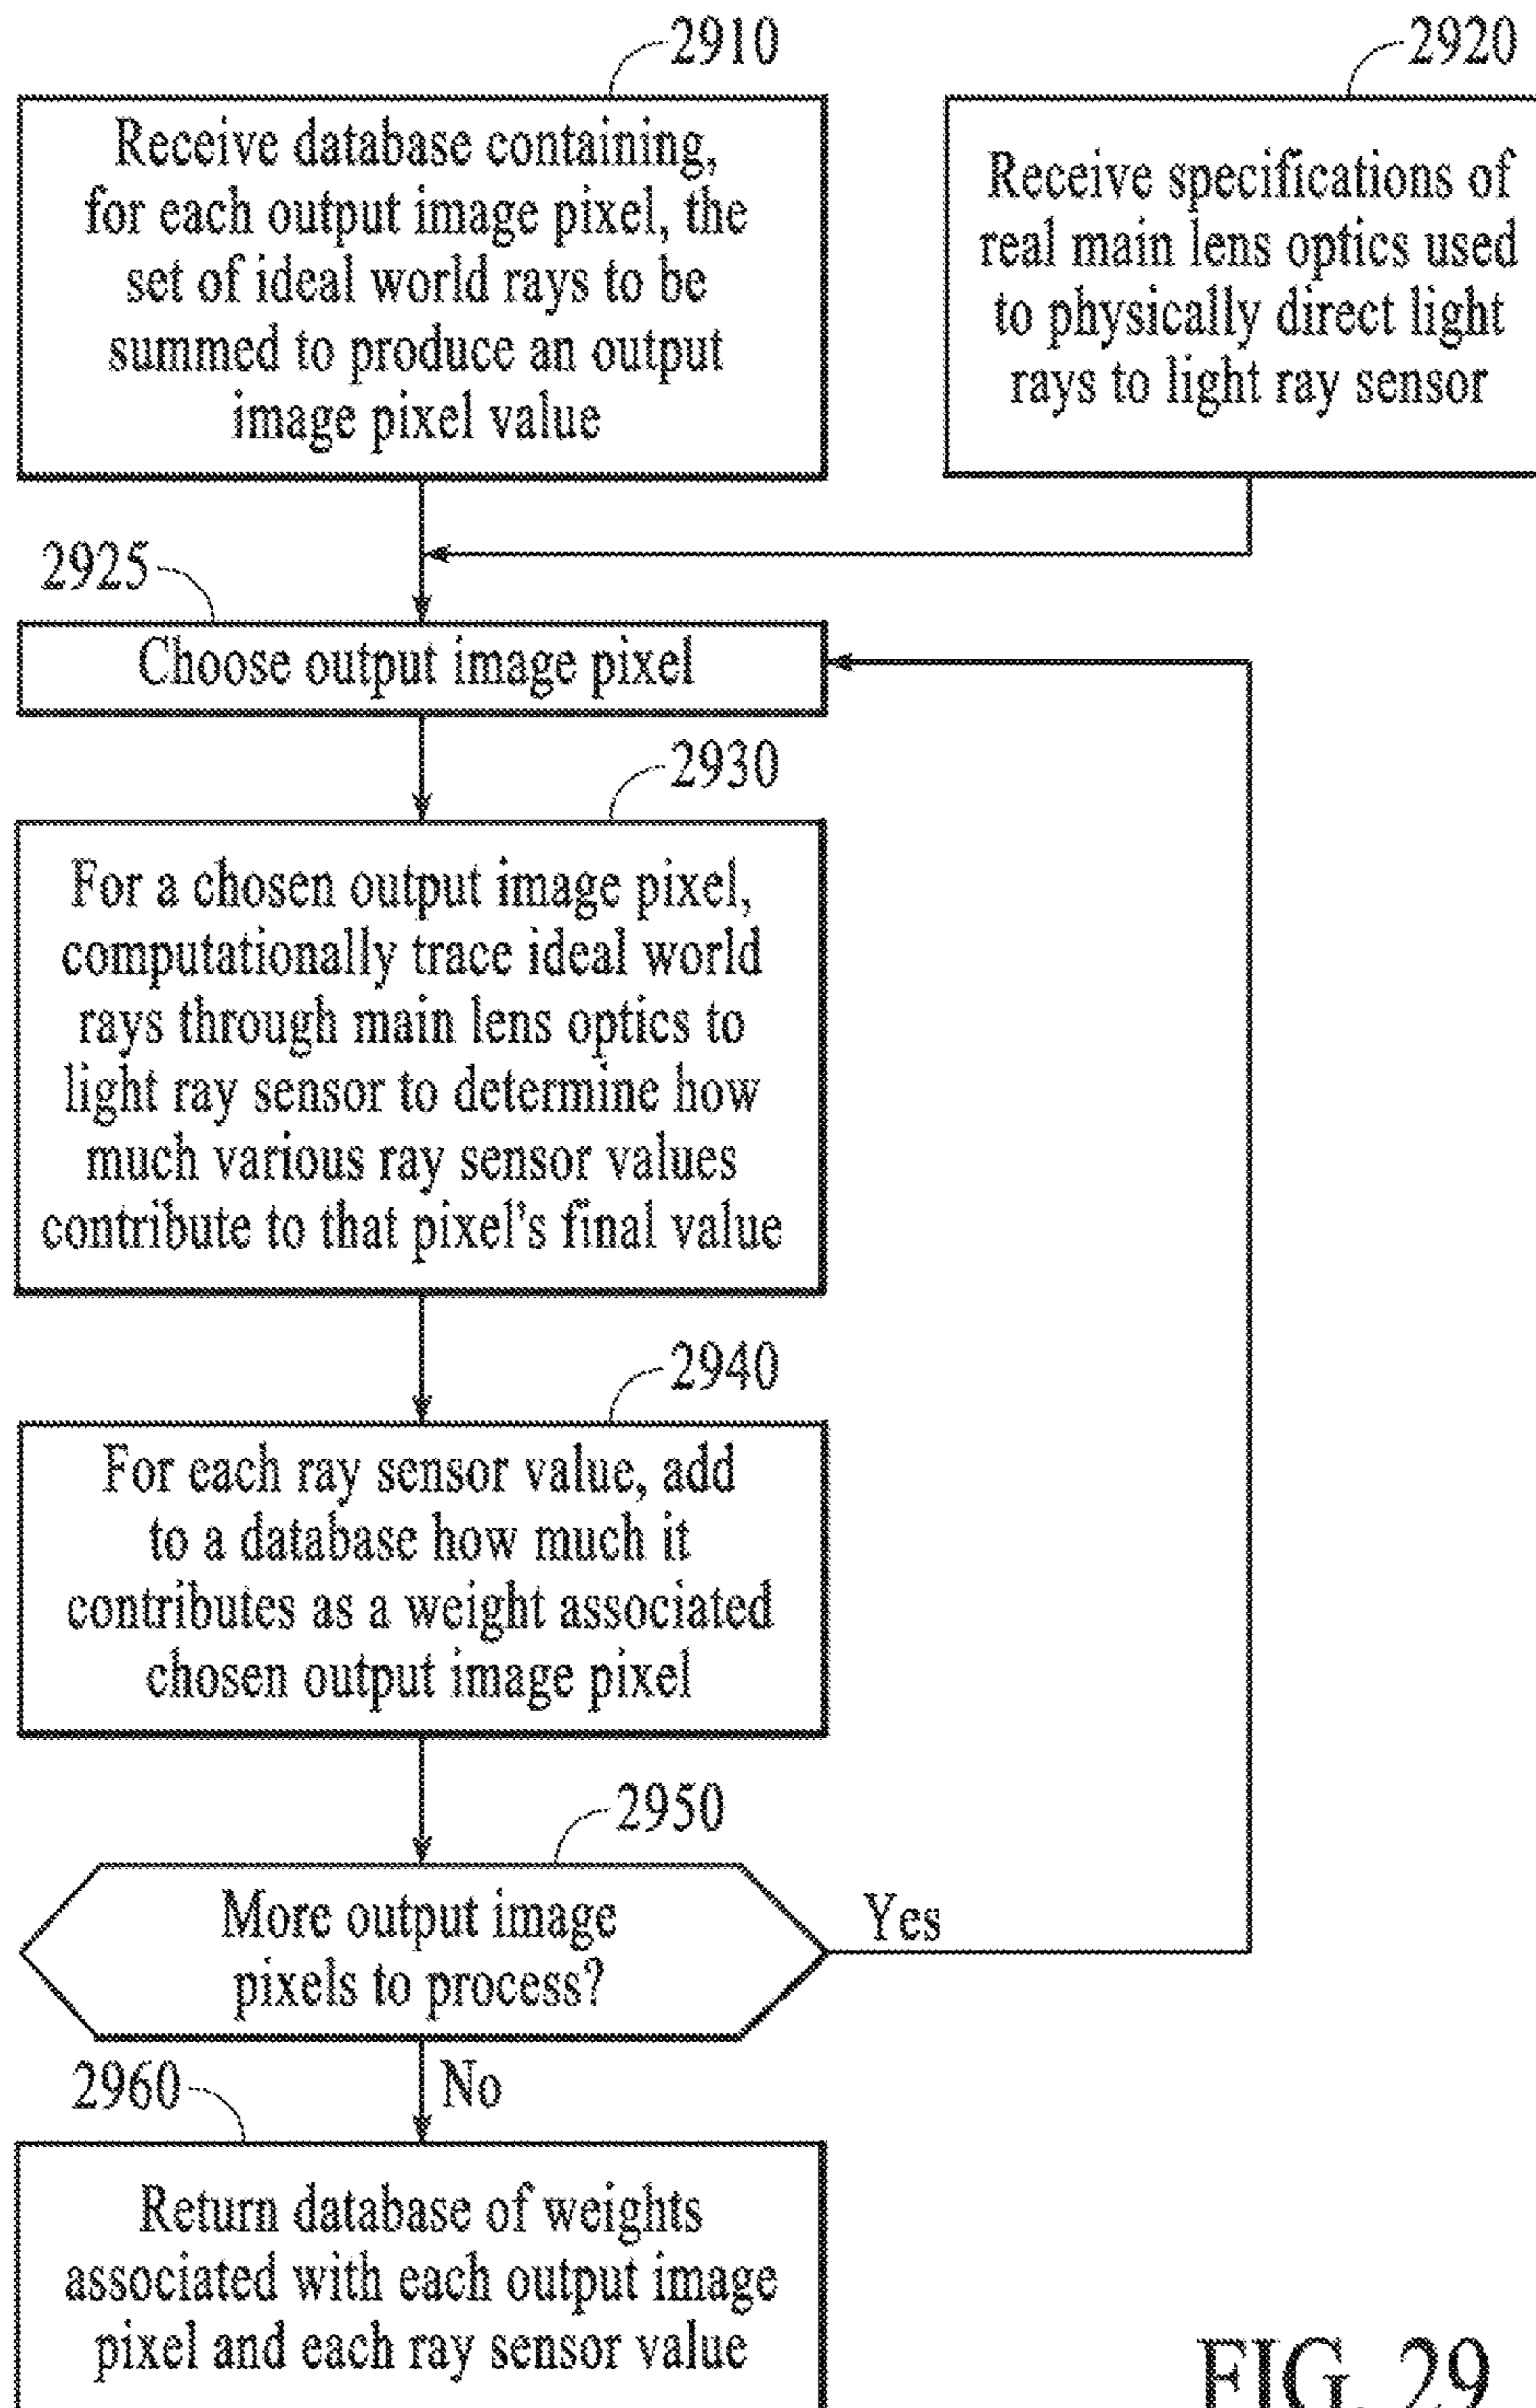 2910
Receive database containing,
for each output image pixel, the
set of ideal world rays to be
summed to produce an output
image pixel value
2920
Receive specifications of
real main lens optics used
to physically direct light
rays to light ray sensor
2925
Choose output image pixel
2930
For a chosen output image pixel,
computationally trace ideal world
rays through main lens optics to
light ray sensor to determine how
much various ray sensor values
contribute to that pixel's final value
2940
For each ray sensor value, add
to a database how much it
contributes as a weight associated
chosen output image pixel
2950
More output image
pixels to process?
Yes
No
2960
Return database of weights
associated with each output image
pixel and each ray sensor value
FIG. 29